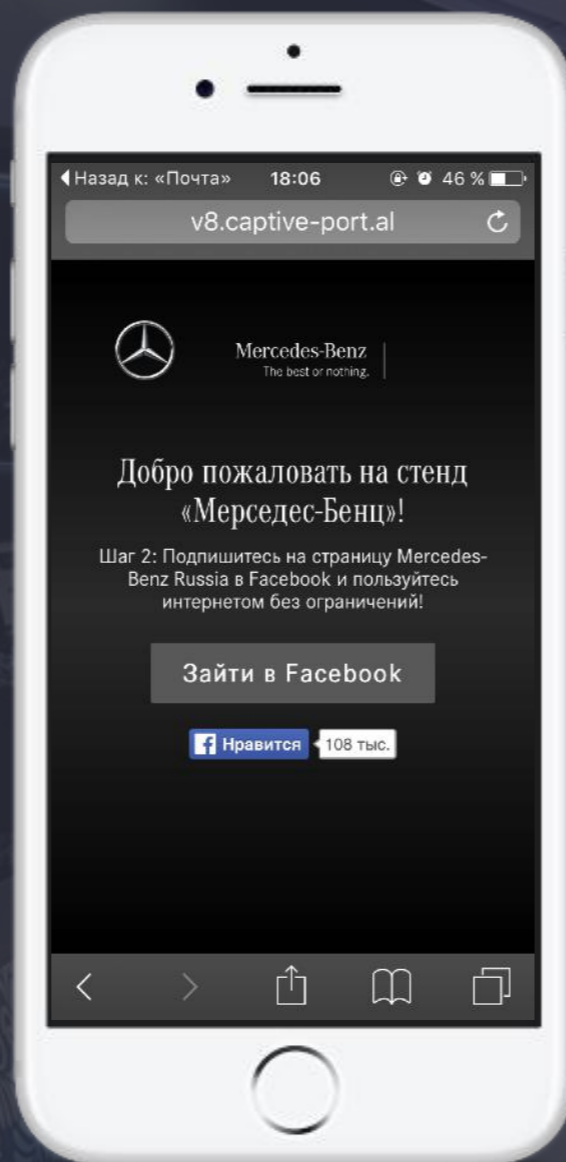 Назад к: «Почта» 18:06 46 %
v8.captive-port.al
Mercedes-Benz
The best or nothing.
Добро пожаловать на стенд
«Мерседес-Бенц»!
Шаг 2: Подпишитесь на страницу Mercedes-
Benz Russia в Facebook и пользуйтесь
интернетом без ограничений!
Зайти в Facebook
f Нравится 108 тыс.